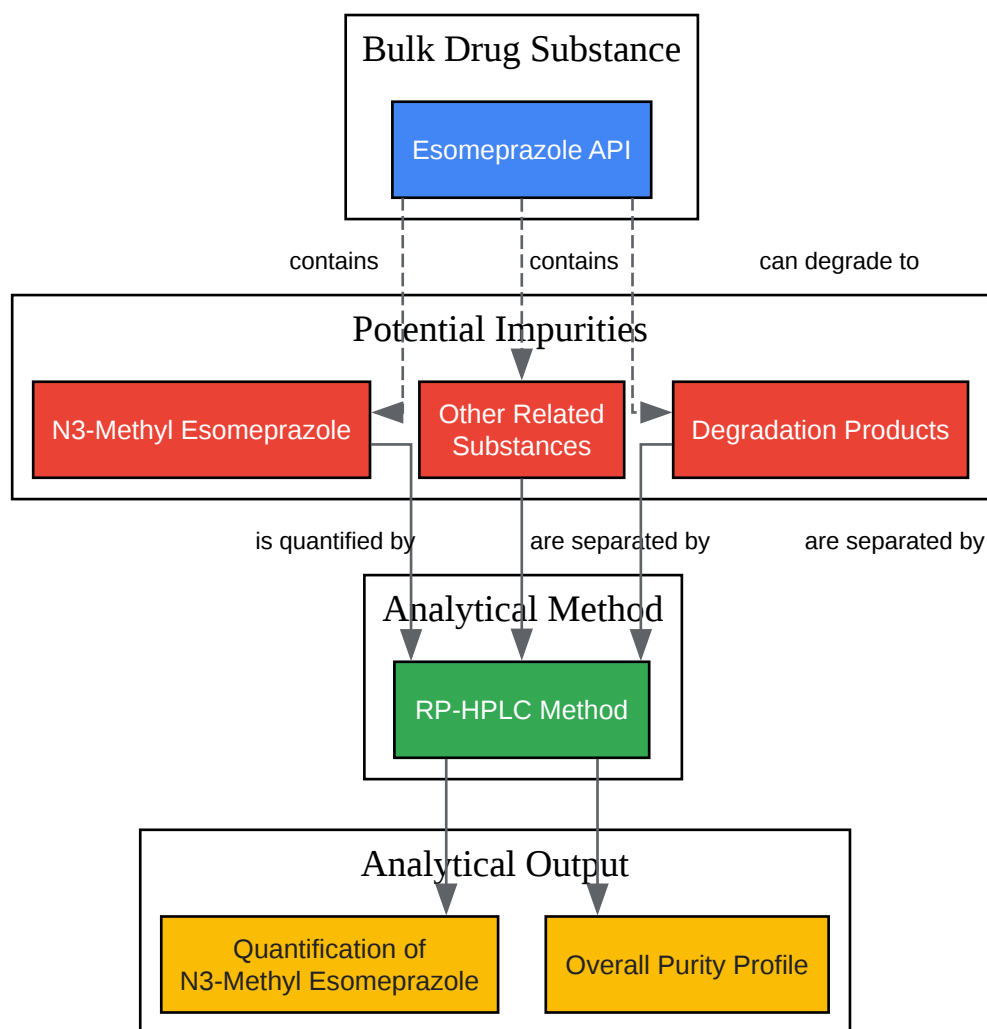 Bulk Drug Substance
Esomeprazole API
contains
contains
can degrade to
Potential Impurities
N3-Methyl Esomeprazole
Other Related
Substances
Degradation Products
is quantified by
are separated by
are separated by
Analytical Method
RP-HPLC Method
Analytical Output
Quantification of
N3-Methyl Esomeprazole
Overall Purity Profile